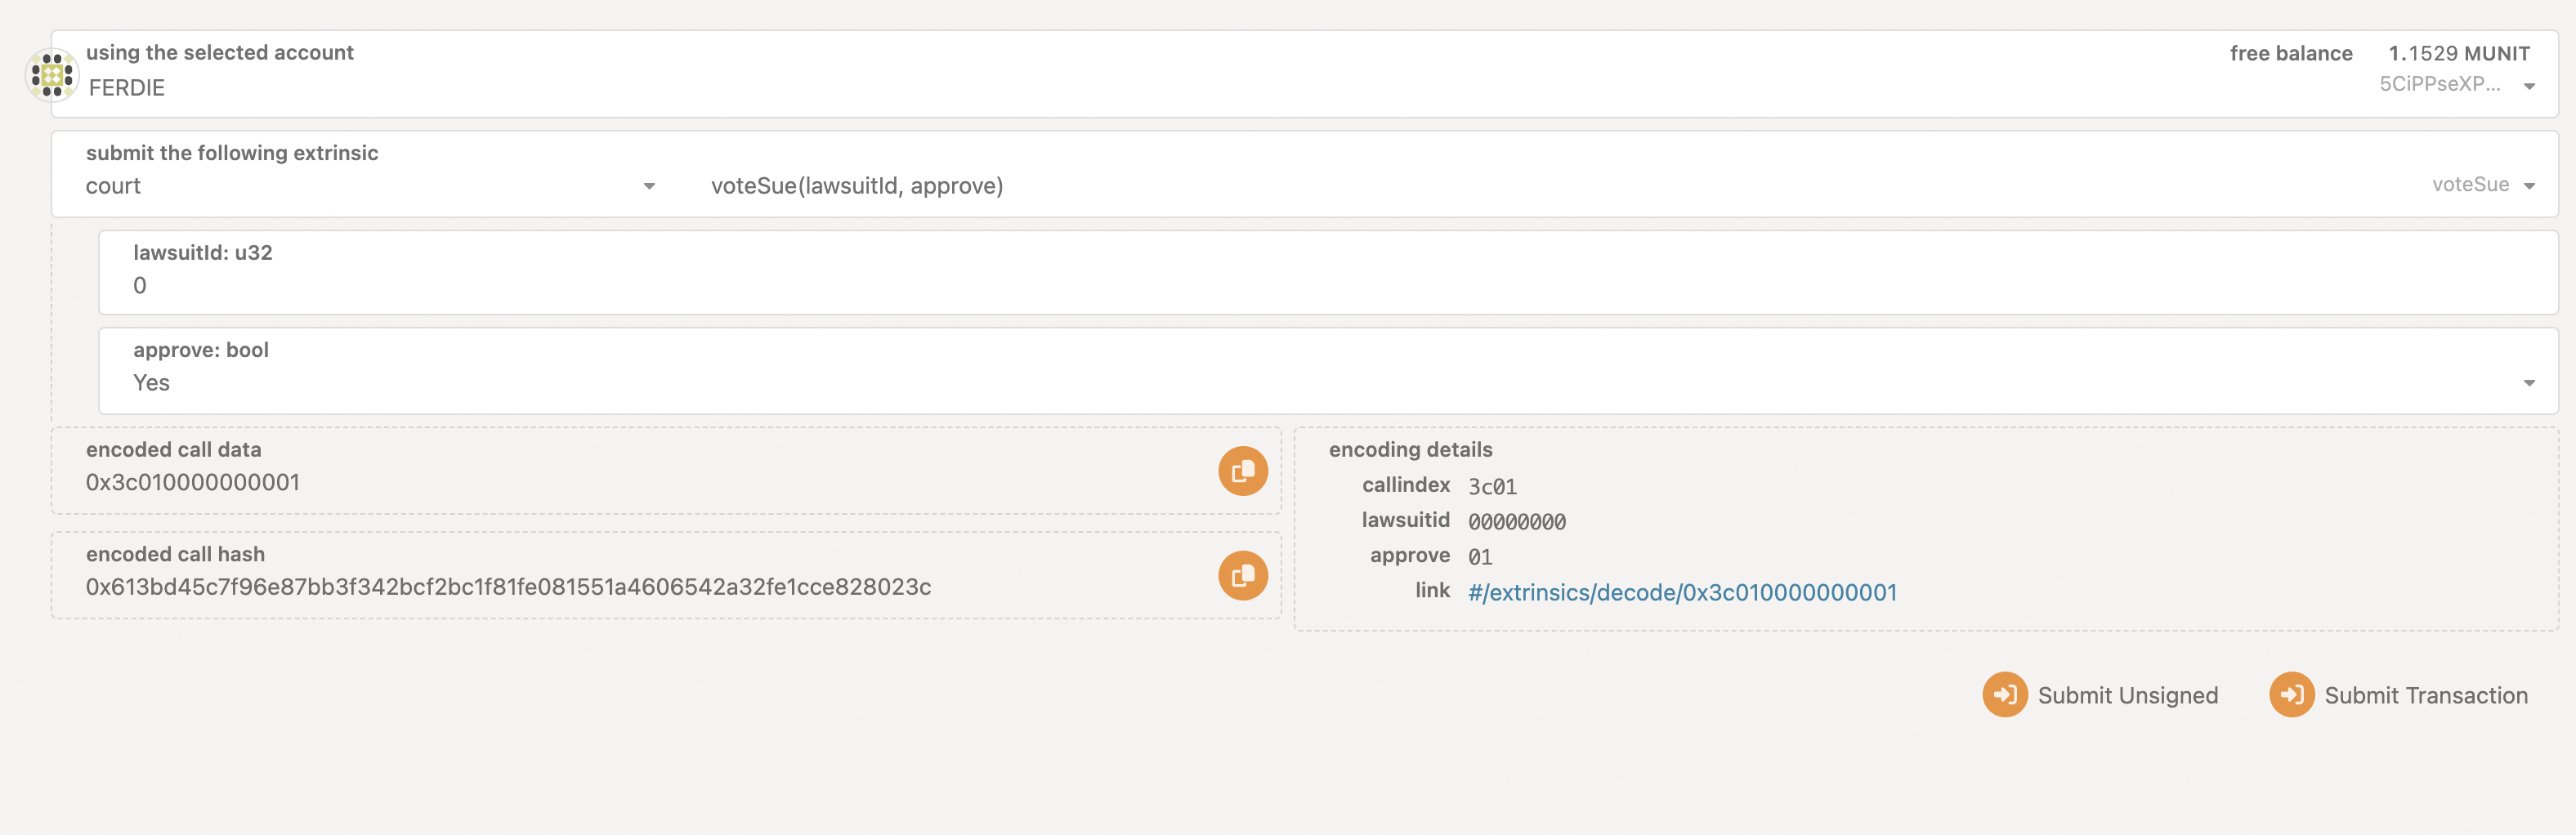 using the selected account
FERDIE
free balance 1.1529 MUNIT
5CiPPseXP...
submit the following extrinsic
court
voteSue(lawsuitId, approve)
voteSue
lawsuitId: u32
0
approve: bool
Yes
encoded call data
0x3c010000000001
encoded call hash
0x613bd45c7f96e87bb3f342bcf2bc1f81fe081551a4606542a32fe1cce828023c
encoding details
callindex 3c01
lawsuitid 00000000
approve 01
link #/extrinsics/decode/0x3c010000000001
Submit Unsigned
Submit Transaction